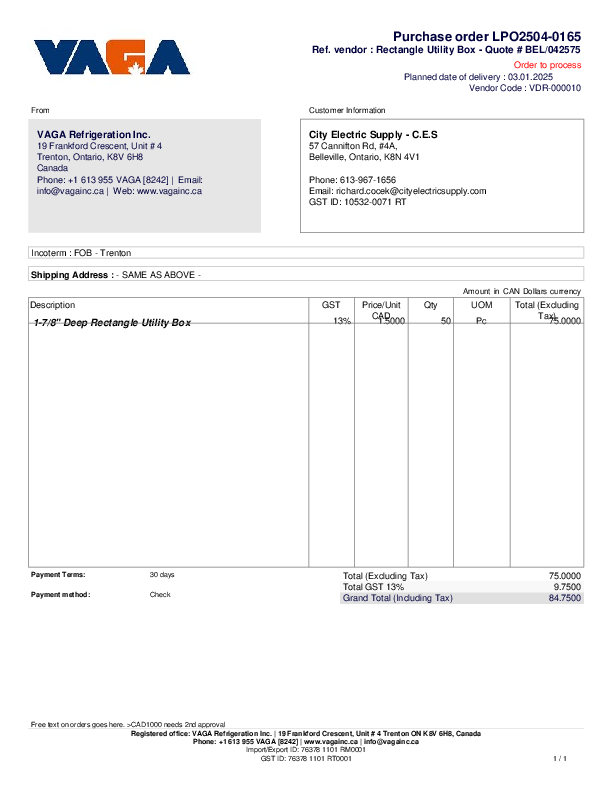 VAGA
Purchase order LPO2504-0165
Ref. vendor : Rectangle Utility Box - Quote # BEL/042575
Order to process
Planned date of delivery : 03.01.2025
Vendor Code : VDR-000010
From
VAGA Refrigeration Inc.
19 Frankford Crescent, Unit # 4
Trenton, Ontario, K8V 6H8
Canada
Phone: +1 613 955 VAGA [8242] | Email:
info@vagainc.ca | Web: www.vagainc.ca
Customer Information
City Electric Supply - C.E.S
57 Cannifton Rd, #4A,
Belleville, Ontario, K8N 4V1
Phone: 613-967-1656
Email: richard.cocek@cityelectricsupply.com
GST ID: 10532-0071 RT
Incoterm : FOB - Trenton
Shipping Address : - SAME AS ABOVE -
Amount in CAN Dollars currency
Description GST Price/Unit CAD Qty UOM Total (Excluding Tax)
1-7/8" Deep Rectangle Utility Box 13% 1.5000 50 Pc 75.0000
Payment Terms: 30 days
Payment method: Check
Total (Excluding Tax) 75.0000
Total GST 13% 9.7500
Grand Total (Including Tax) 84.7500
Free text on orders goes here. >CAD1000 needs 2nd approval
Registered office: VAGA Refrigeration Inc. | 19 Frankford Crescent, Unit # 4 Trenton ON K8V 6H8, Canada
Phone: +1 613 955 VAGA [8242] | www.vagainc.ca | info@vagainc.ca
Import/Export ID: 76378 1101 RM0001
GST ID: 76378 1101 RT0001
1 / 1